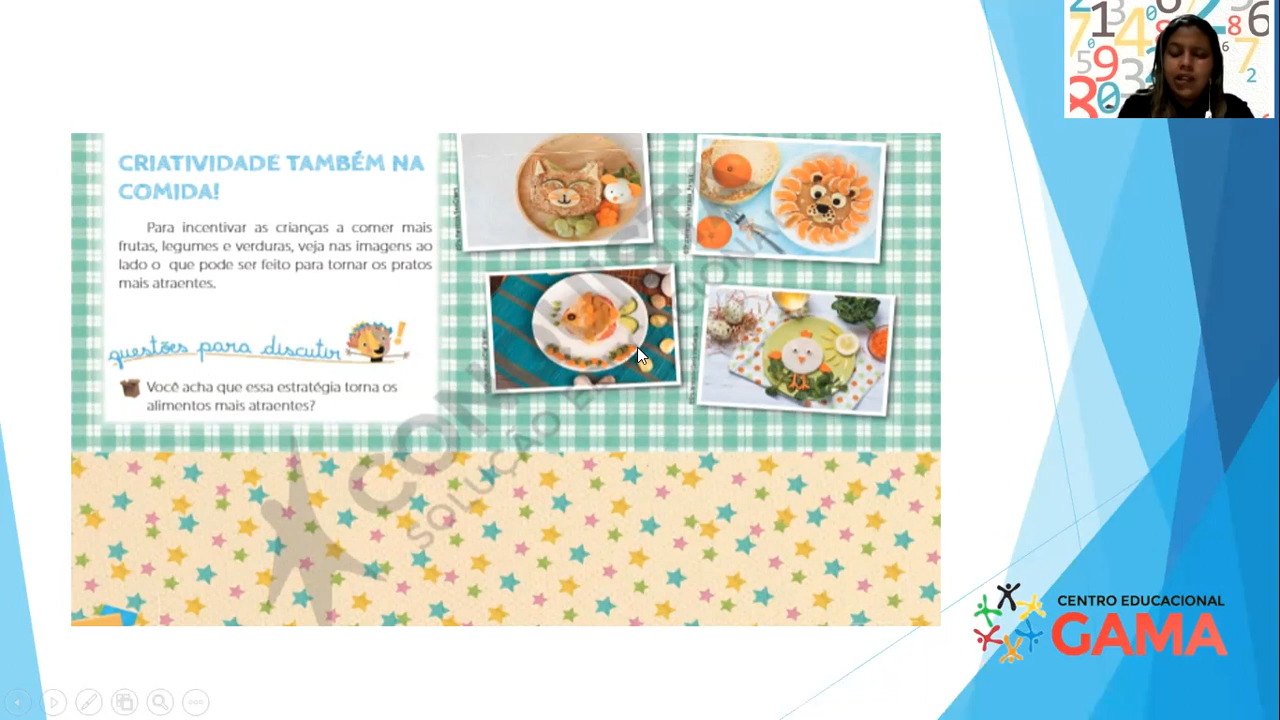 CRIATIVIDADE TAMBÉM NA
COMIDA!
Para incentivar as crianças a comer mais
frutas, legumes e verduras, veja nas imagens ao
lado o que pode ser feito para tornar os pratos
mais atraentes.
questões para discutir
Você acha que essa estratégia torna os
alimentos mais atraentes?
SOLUÇÃO
CENTRO EDUCACIONAL
GAMA